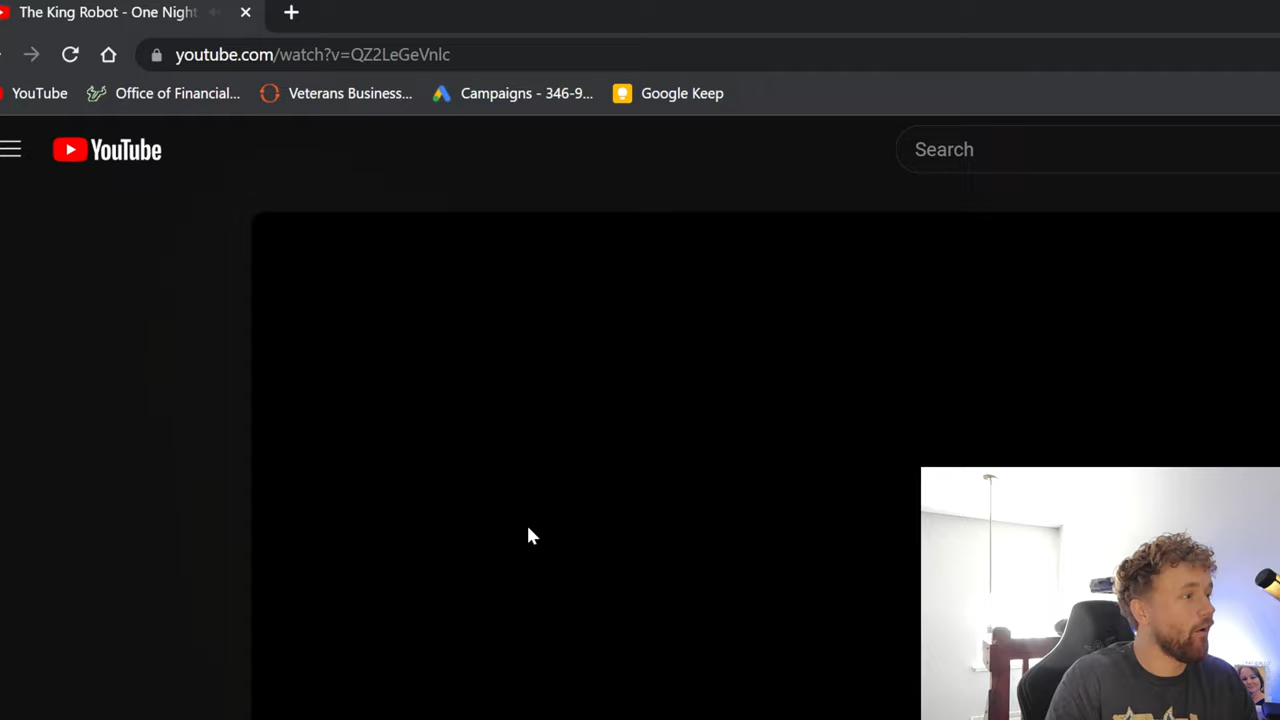 The King Robot - One Night
youtube.com/watch?v=QZ2LeGeVnlc
YouTube Office of Financial... Veterans Business... Campaigns - 346-9... Google Keep
YouTube Search